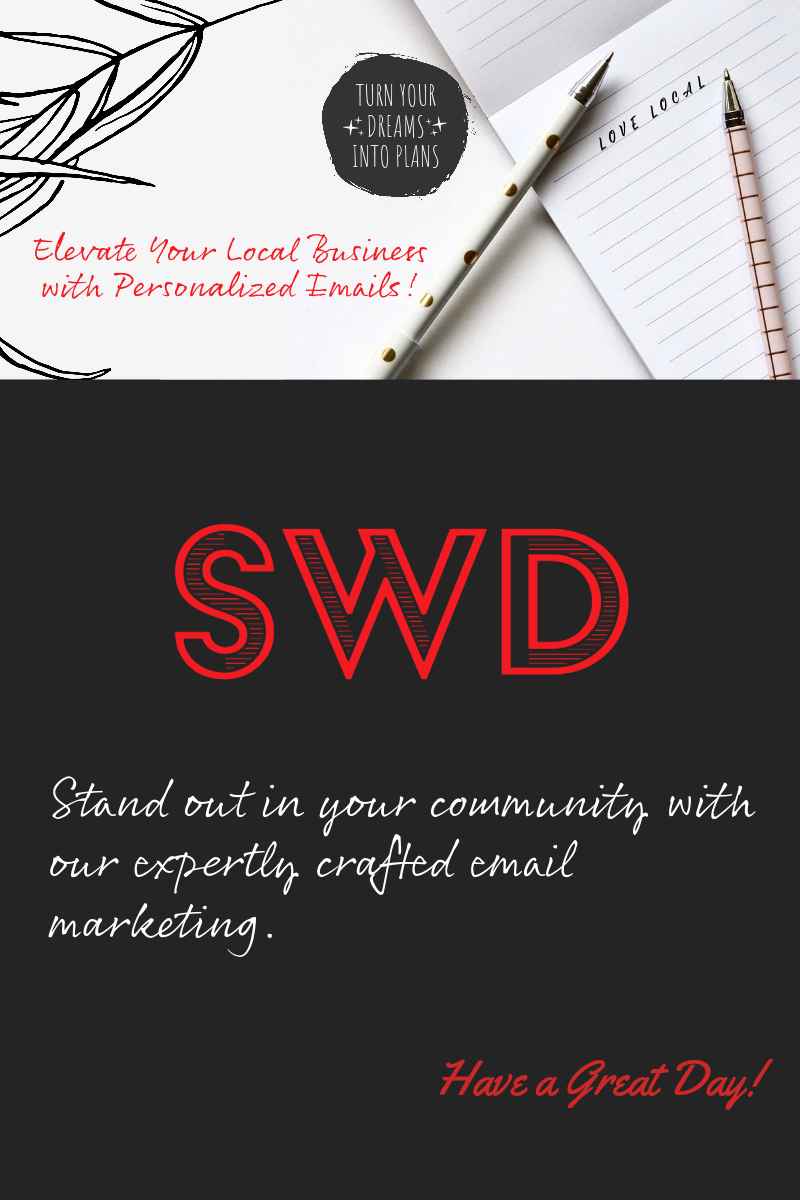 TURN YOUR
DREAMS
INTO PLANS
LOVE LOCAL
Elevate Your Local Business
with Personalized Emails!
SWD
Stand out in your community with
our expertly crafted email
marketing.
Have a Great Day!